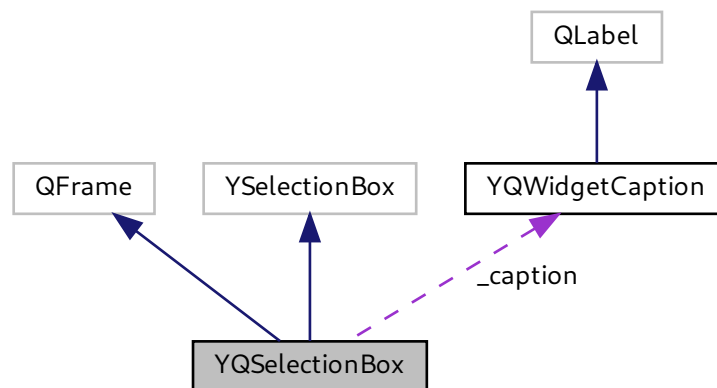 QLabel
QFrame
YSelectionBox
YQWidgetCaption
_caption
YQSelectionBox